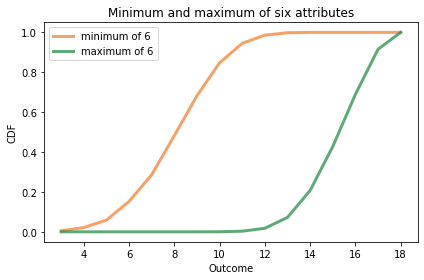 Minimum and maximum of six attributes
minimum of 6
maximum of 6
1.0
0.8
0.6
0.4
0.2
0.0
CDF
4 6 8 10 12 14 16 18
Outcome